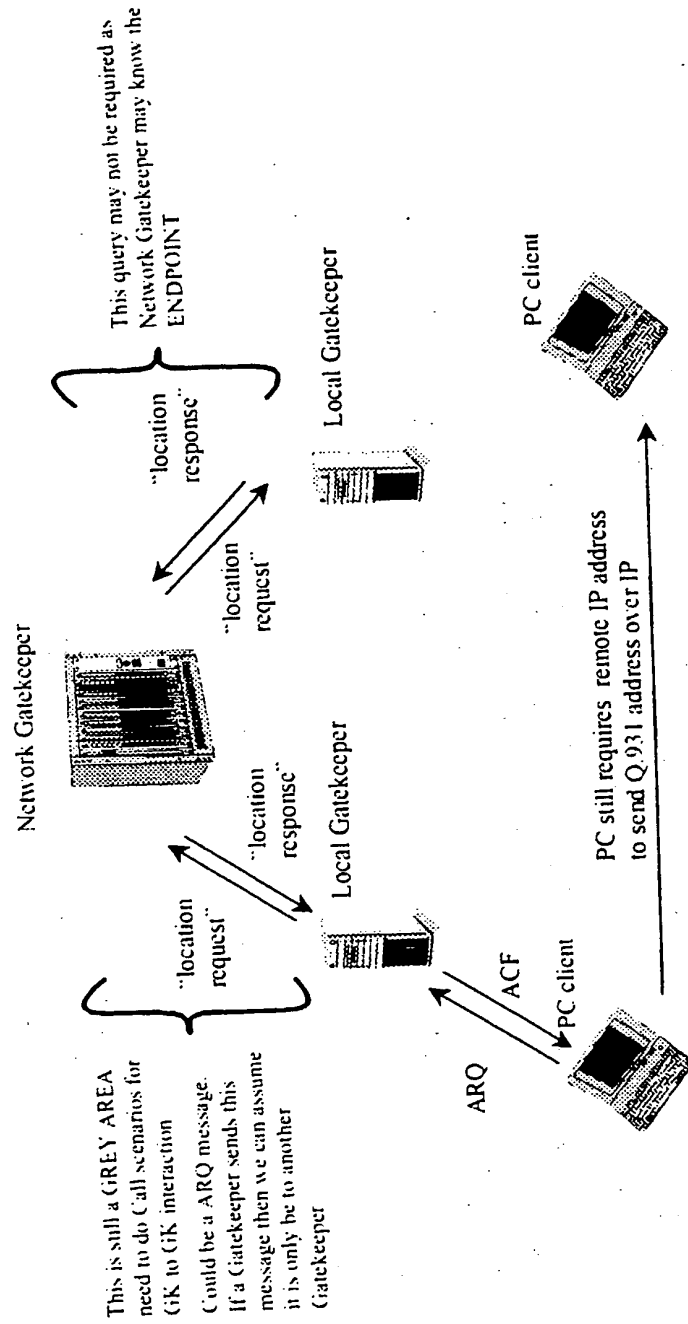 Network Gatekeeper
This is still a GREY AREA
need to do Call scenarios for
GK to GK interaction
Could be a ARQ message.
If a Gatekeeper sends this
message then we can assume
it is only be to another
Gatekeeper
"location
request"
"location
response"
"location
request"
"location
response"
This query may not be required as
Network Gatekeeper may know the
ENDPOINT
Local Gatekeeper
Local Gatekeeper
ARQ
ACF
PC client
PC client
PC still requires remote IP address
to send Q.931 address over IP